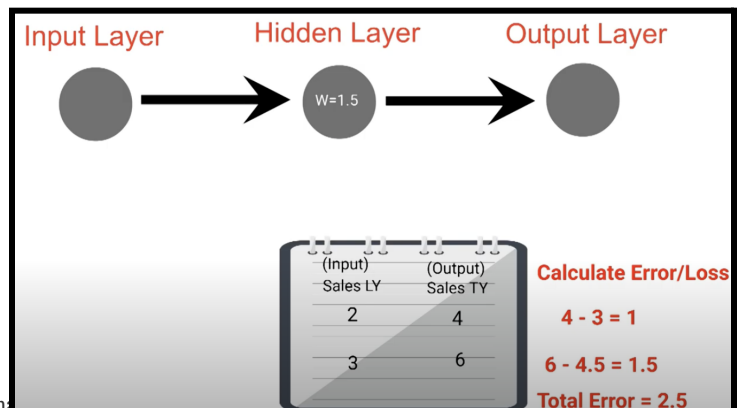 Input Layer
Hidden Layer
Output Layer
W=1.5
(Input)
Sales LY
(Output)
Sales TY
2
4
3
6
Calculate Error/Loss
4 - 3 = 1
6 - 4.5 = 1.5
Total Error = 2.5